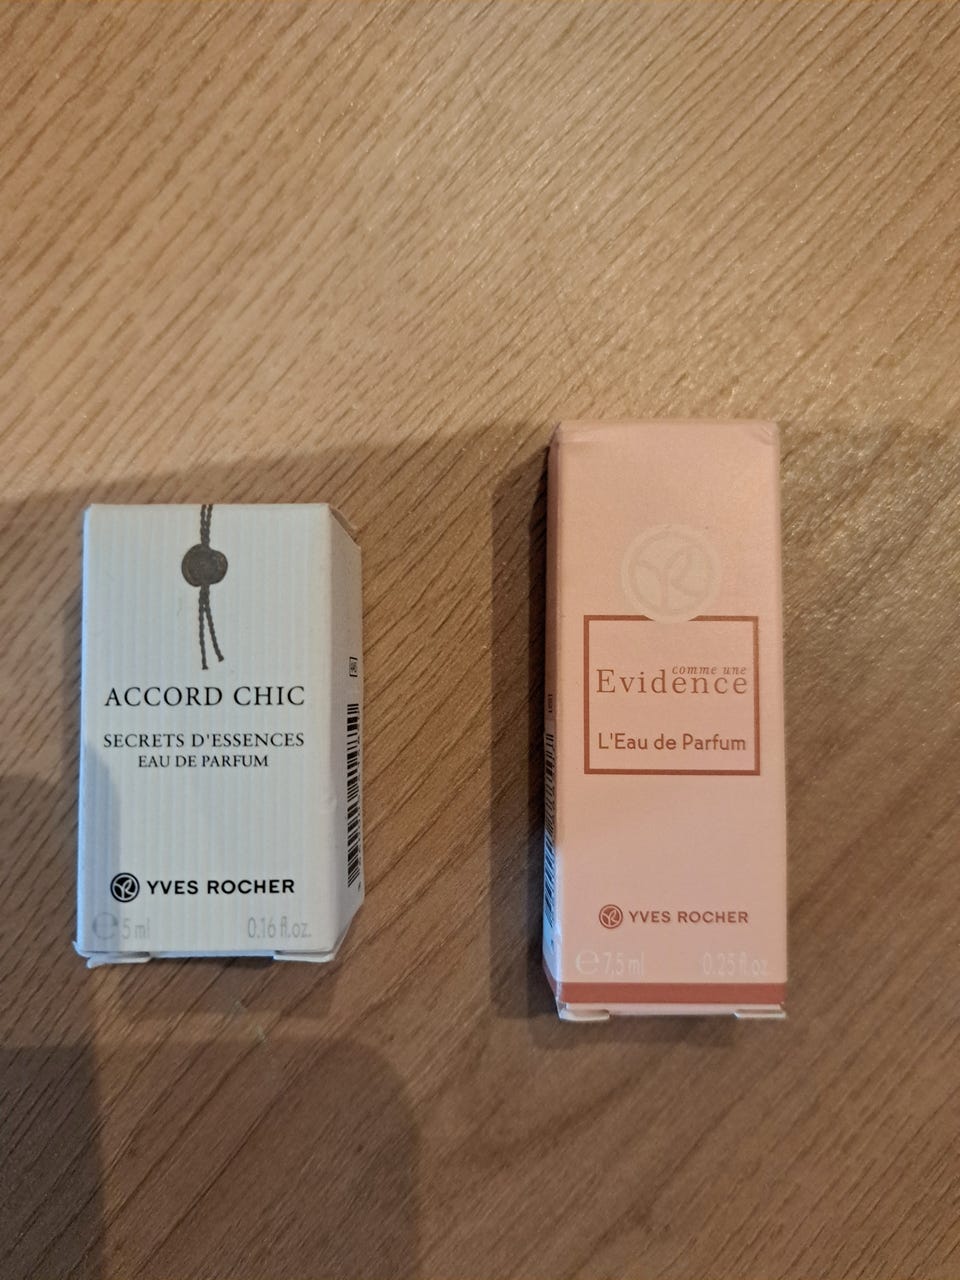 ACCORD CHIC
SECRETS D'ESSENCES
EAU DE PARFUM
YVES ROCHER
e 5 ml 0.16 fl.oz.
comme une
Evidence
L'Eau de Parfum
YVES ROCHER
e 7,5 ml 0.25 fl.oz.